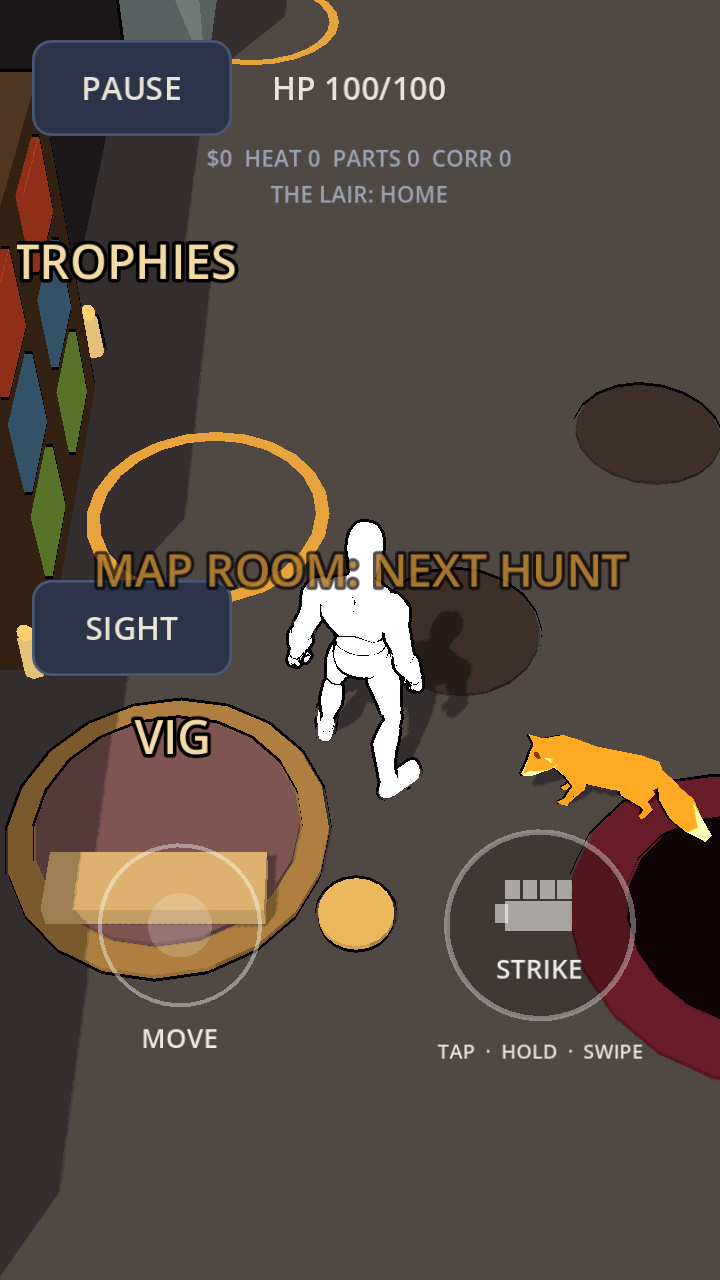 PAUSE
HP 100/100
$0 HEAT 0 PARTS 0 CORR 0
THE LAIR: HOME
TROPHIES
MAP ROOM: NEXT HUNT
SIGHT
VIG
STRIKE
MOVE
TAP · HOLD · SWIPE